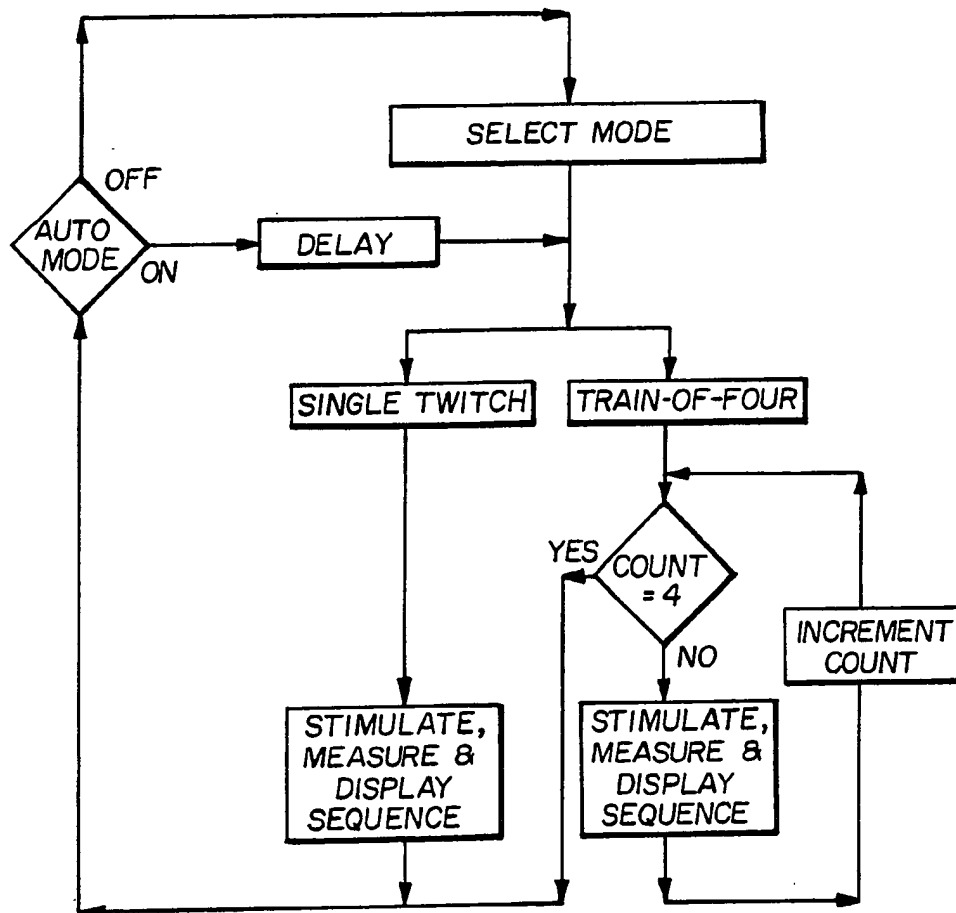 SELECT MODE
OFF
AUTO
MODE
ON
DELAY
SINGLE TWITCH
TRAIN-OF-FOUR
YES
COUNT
= 4
NO
INCREMENT
COUNT
STIMULATE,
MEASURE &
DISPLAY
SEQUENCE
STIMULATE,
MEASURE &
DISPLAY
SEQUENCE